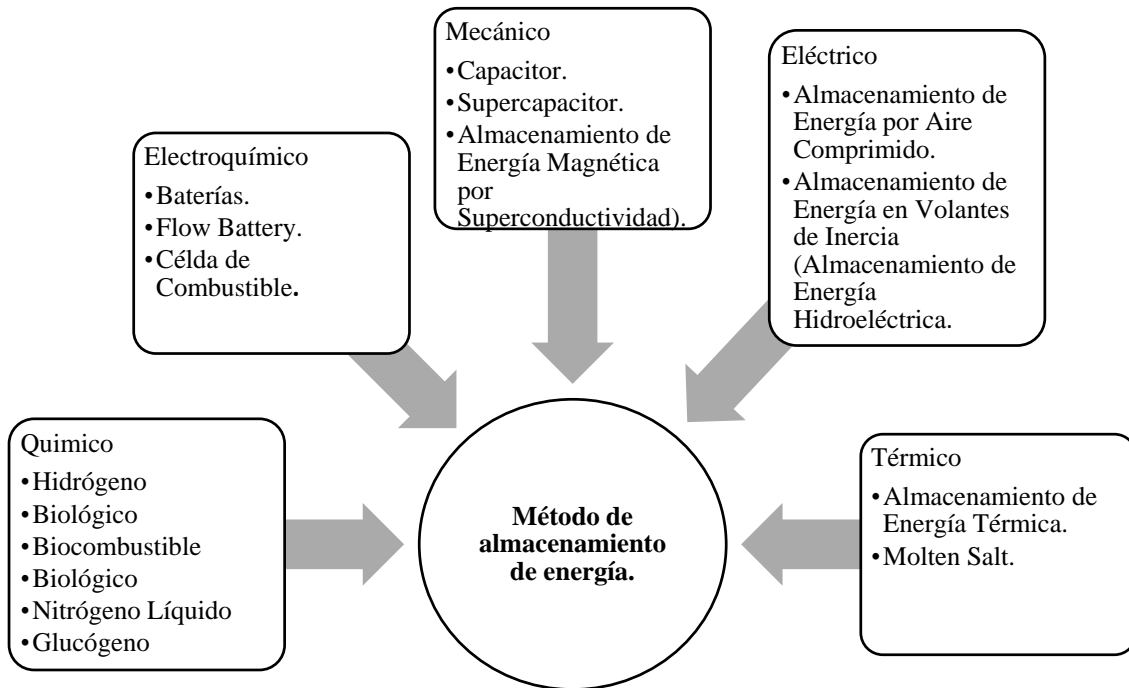 Mecánico
•Capacitor.
•Supercapacitor.
•Almacenamiento de
Energía Magnética
por
Superconductividad).
Eléctrico
•Almacenamiento de
Energía por Aire
Comprimido.
•Almacenamiento de
Energía en Volantes
de Inercia
(Almacenamiento de
Energía
Hidroeléctrica.
Electroquímico
•Baterías.
•Flow Battery.
•Célda de
Combustible.
Quimico
•Hidrógeno
•Biológico
•Biocombustible
•Biológico
•Nitrógeno Líquido
•Glucógeno
Método de
almacenamiento
de energía.
Térmico
•Almacenamiento de
Energía Térmica.
•Molten Salt.